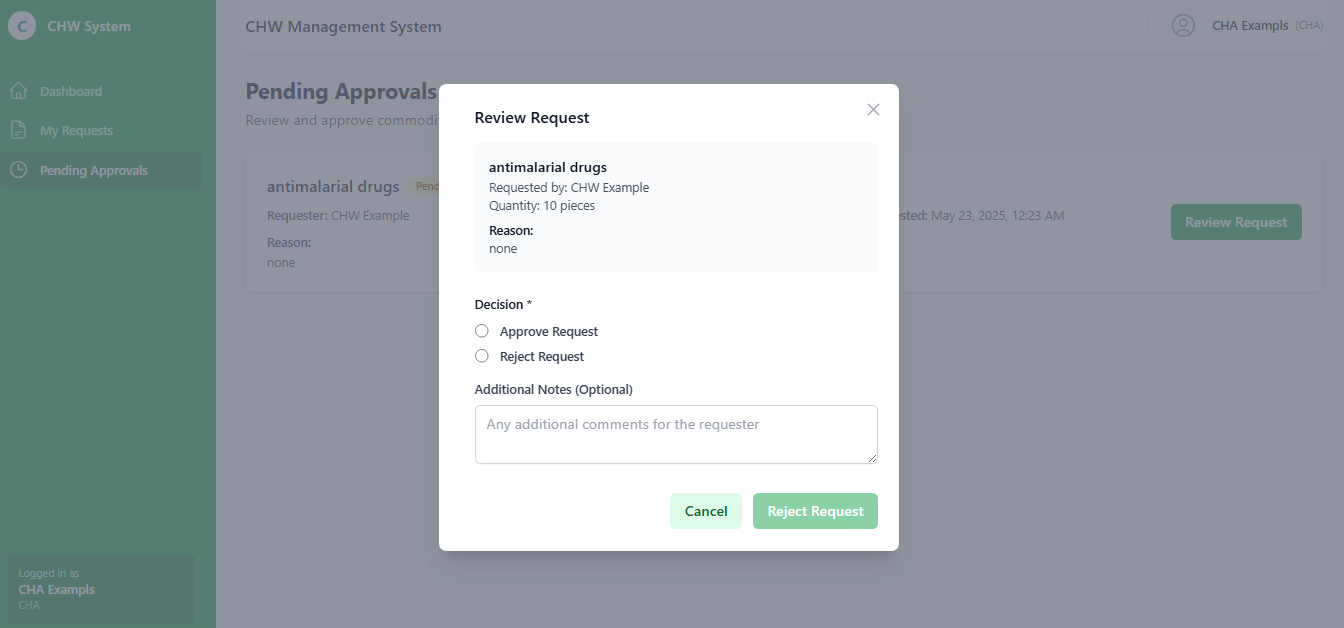 C CHW System
CHW Management System
CHA Exampls (CHA)
Dashboard
My Requests
Pending Approvals
Logged in as
CHA Exampls
CHA
Pending Approvals
Review and approve commodit
antimalarial drugs Pend
Requester: CHW Example
Reason:
none
ested: May 23, 2025, 12:23 AM
Review Request
Review Request
antimalarial drugs
Requested by: CHW Example
Quantity: 10 pieces
Reason:
none
Decision *
Approve Request
Reject Request
Additional Notes (Optional)
Any additional comments for the requester
Cancel
Reject Request